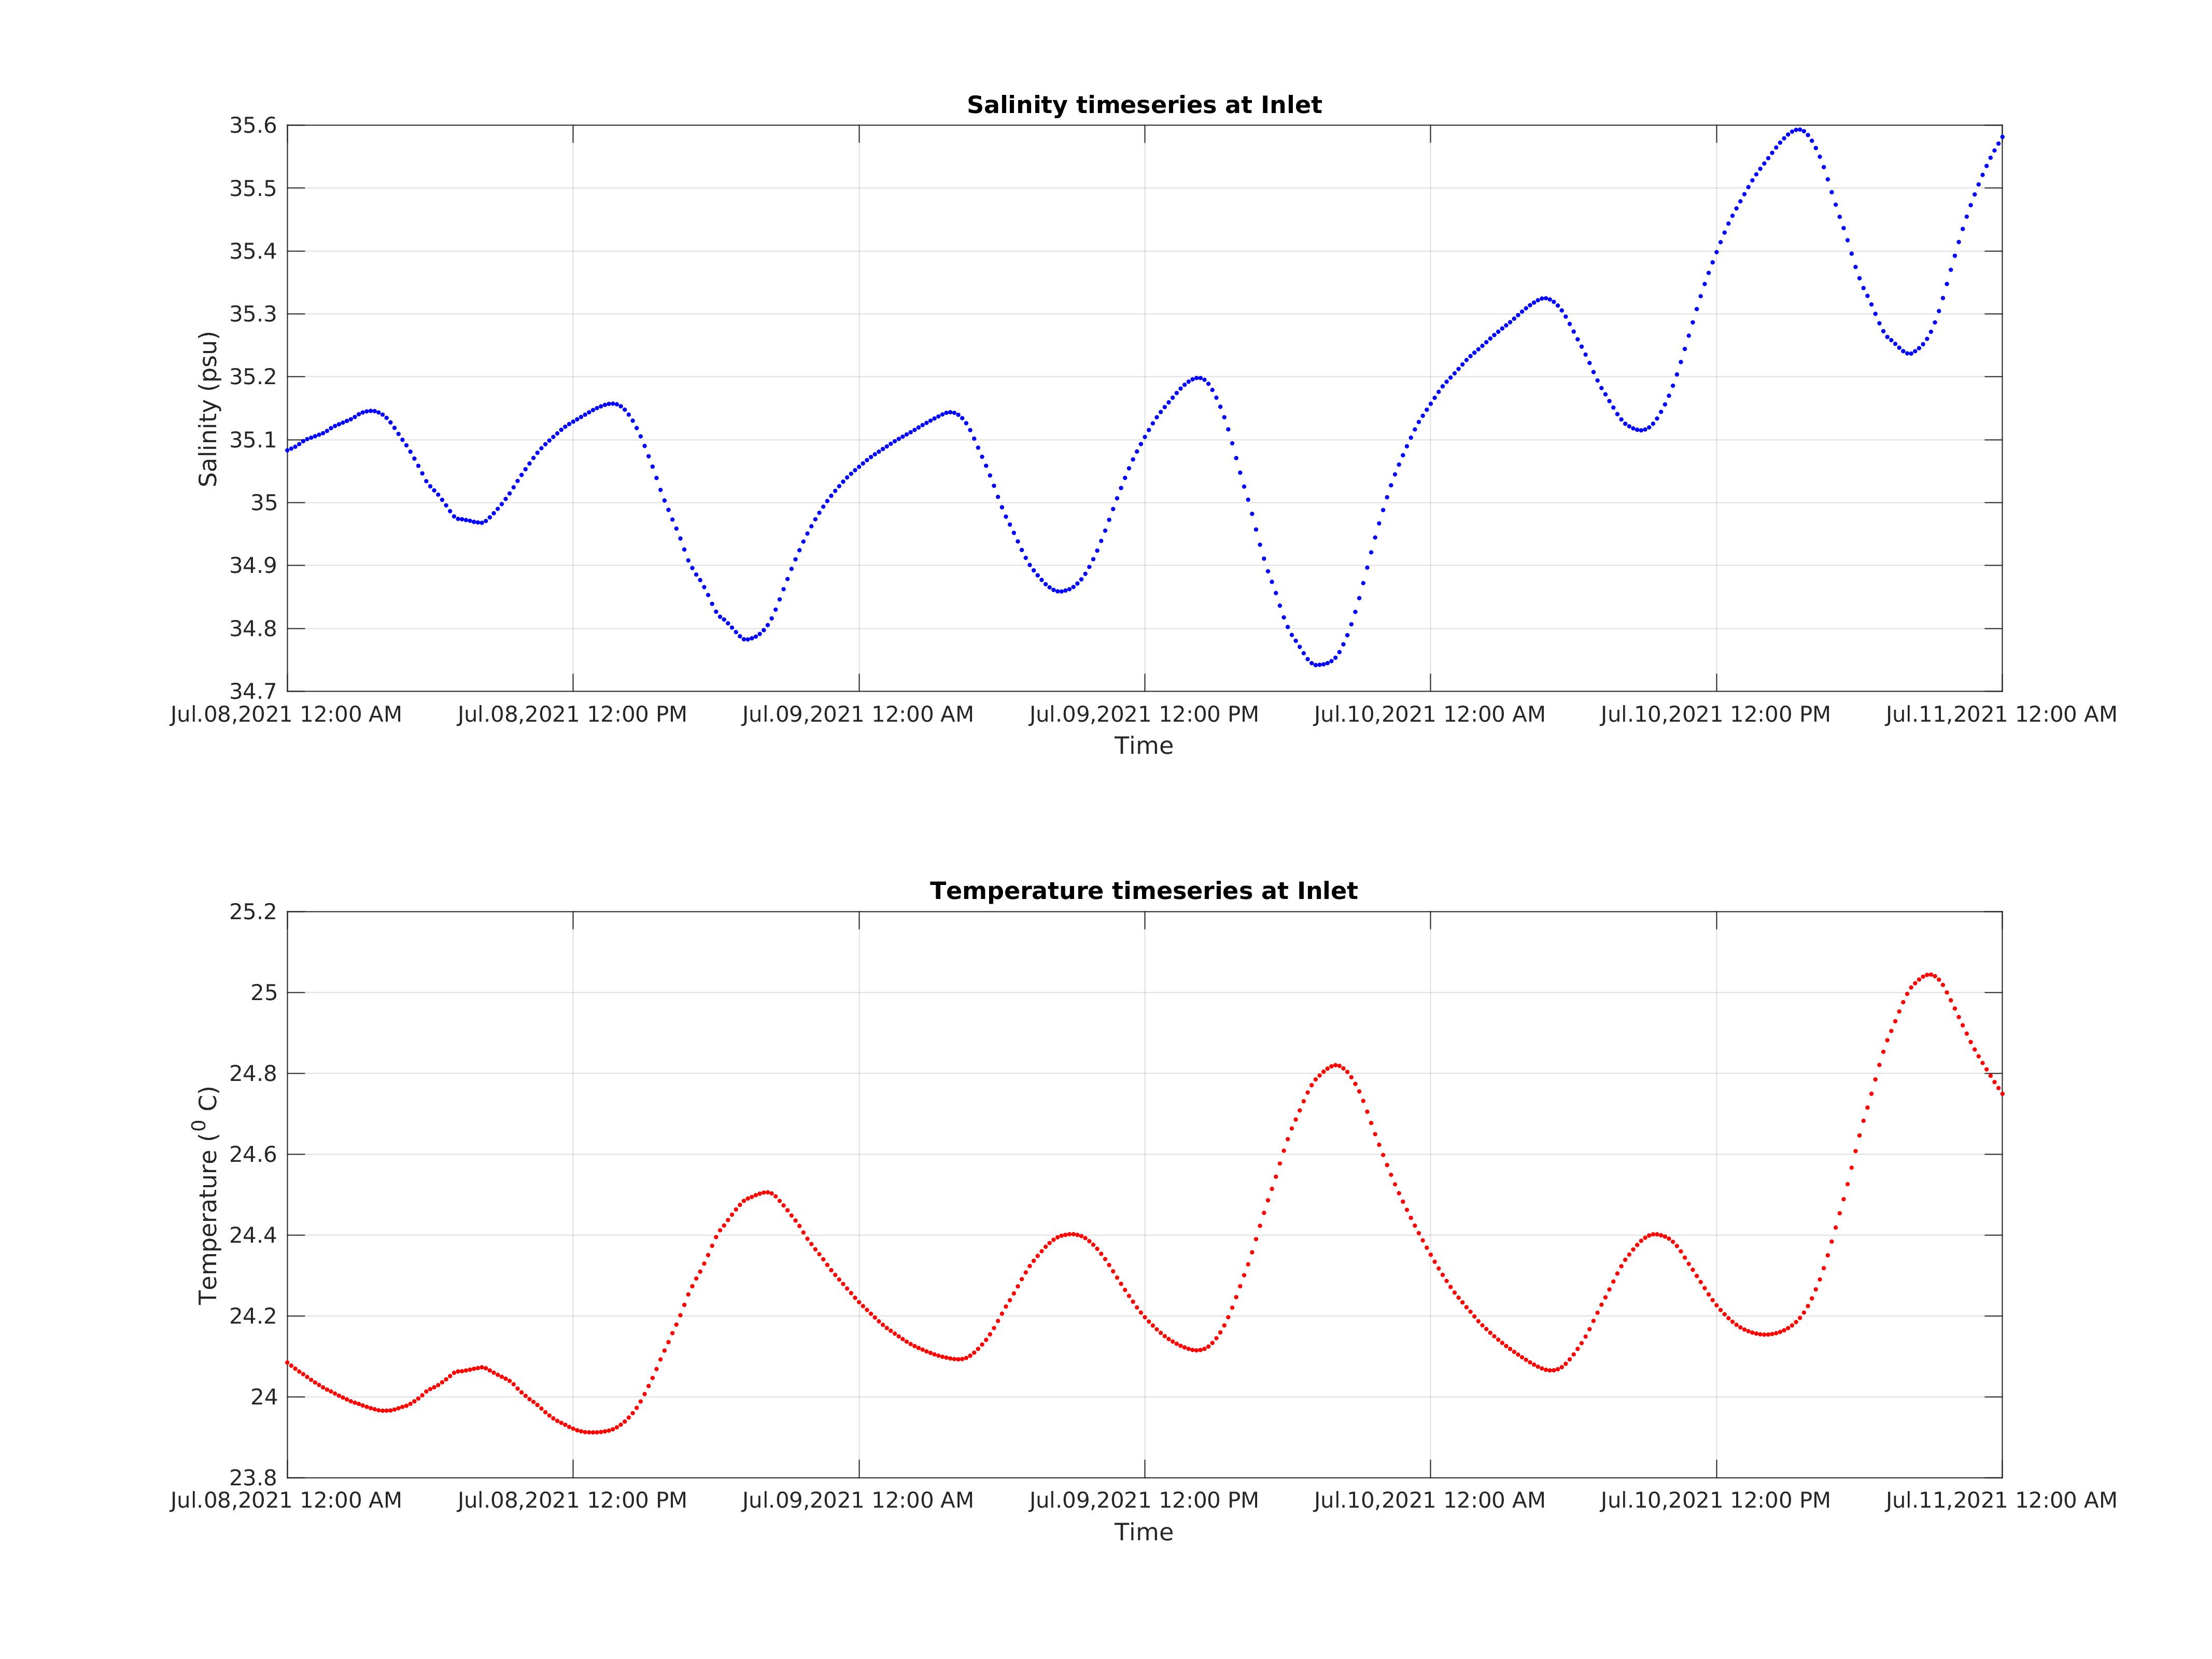 Salinity timeseries at Inlet
35.6
35.5
35.4
35.3
35.2
35.1
35
34.9
34.8
34.7
Salinity (psu)
Jul.08,2021 12:00 AM Jul.08,2021 12:00 PM Jul.09,2021 12:00 AM Jul.09,2021 12:00 PM Jul.10,2021 12:00 AM Jul.10,2021 12:00 PM Jul.11,2021 12:00 AM
Time
Temperature timeseries at Inlet
25.2
25
24.8
24.6
24.4
24.2
24
23.8
Temperature (⁰ C)
Jul.08,2021 12:00 AM Jul.08,2021 12:00 PM Jul.09,2021 12:00 AM Jul.09,2021 12:00 PM Jul.10,2021 12:00 AM Jul.10,2021 12:00 PM Jul.11,2021 12:00 AM
Time